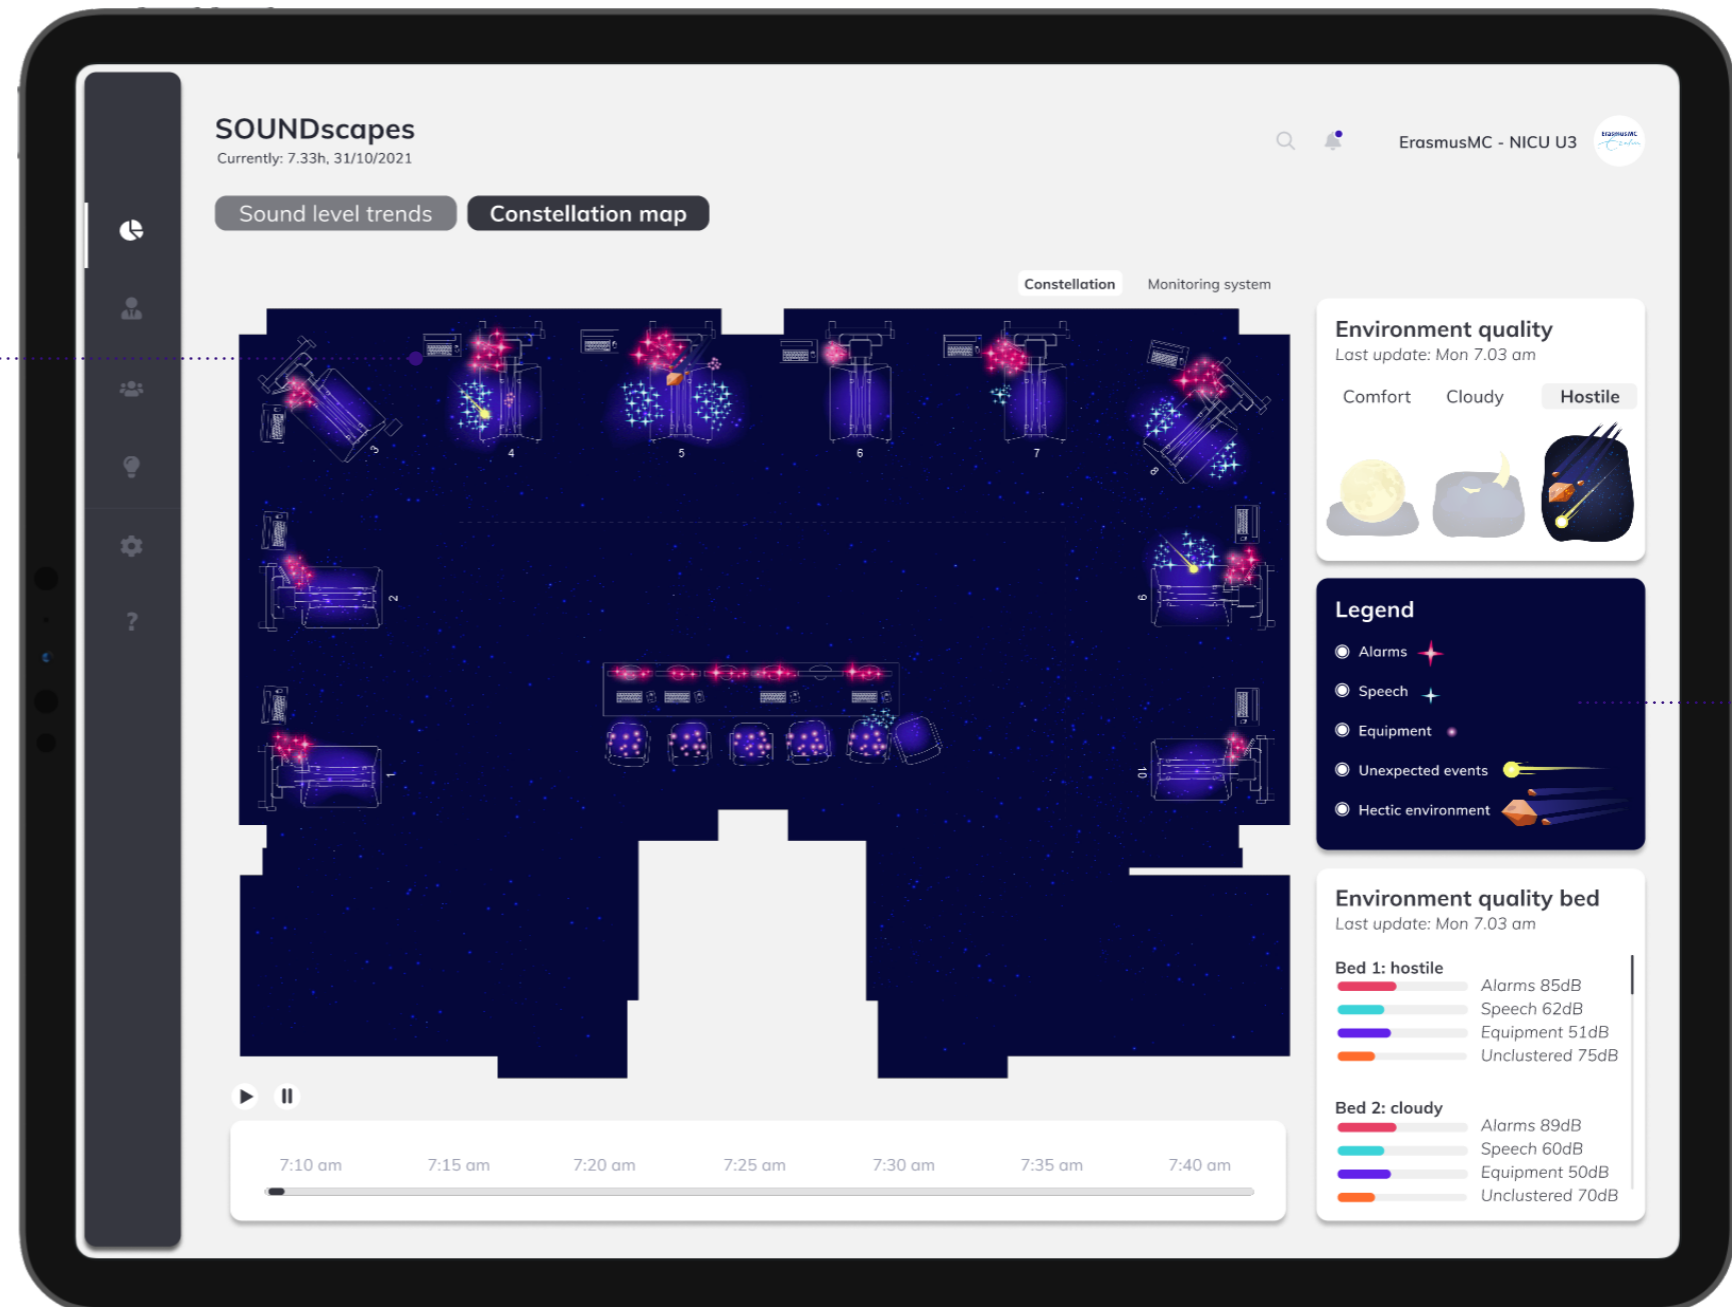 SOUNDscapes
Currently: 7.33h, 31/10/2021
ErasmusMC - NICU U3
ErasmusMC
Sound level trends
Constellation map
Constellation
Monitoring system
3
4
5
6
7
8
2
9
1
10
Environment quality
Last update: Mon 7.03 am
Comfort
Cloudy
Hostile
Legend
Alarms
Speech
Equipment
Unexpected events
Hectic environment
Environment quality bed
Last update: Mon 7.03 am
Bed 1: hostile
Alarms 85dB
Speech 62dB
Equipment 51dB
Unclustered 75dB
Bed 2: cloudy
Alarms 89dB
Speech 60dB
Equipment 50dB
Unclustered 70dB
?
7:10 am
7:15 am
7:20 am
7:25 am
7:30 am
7:35 am
7:40 am